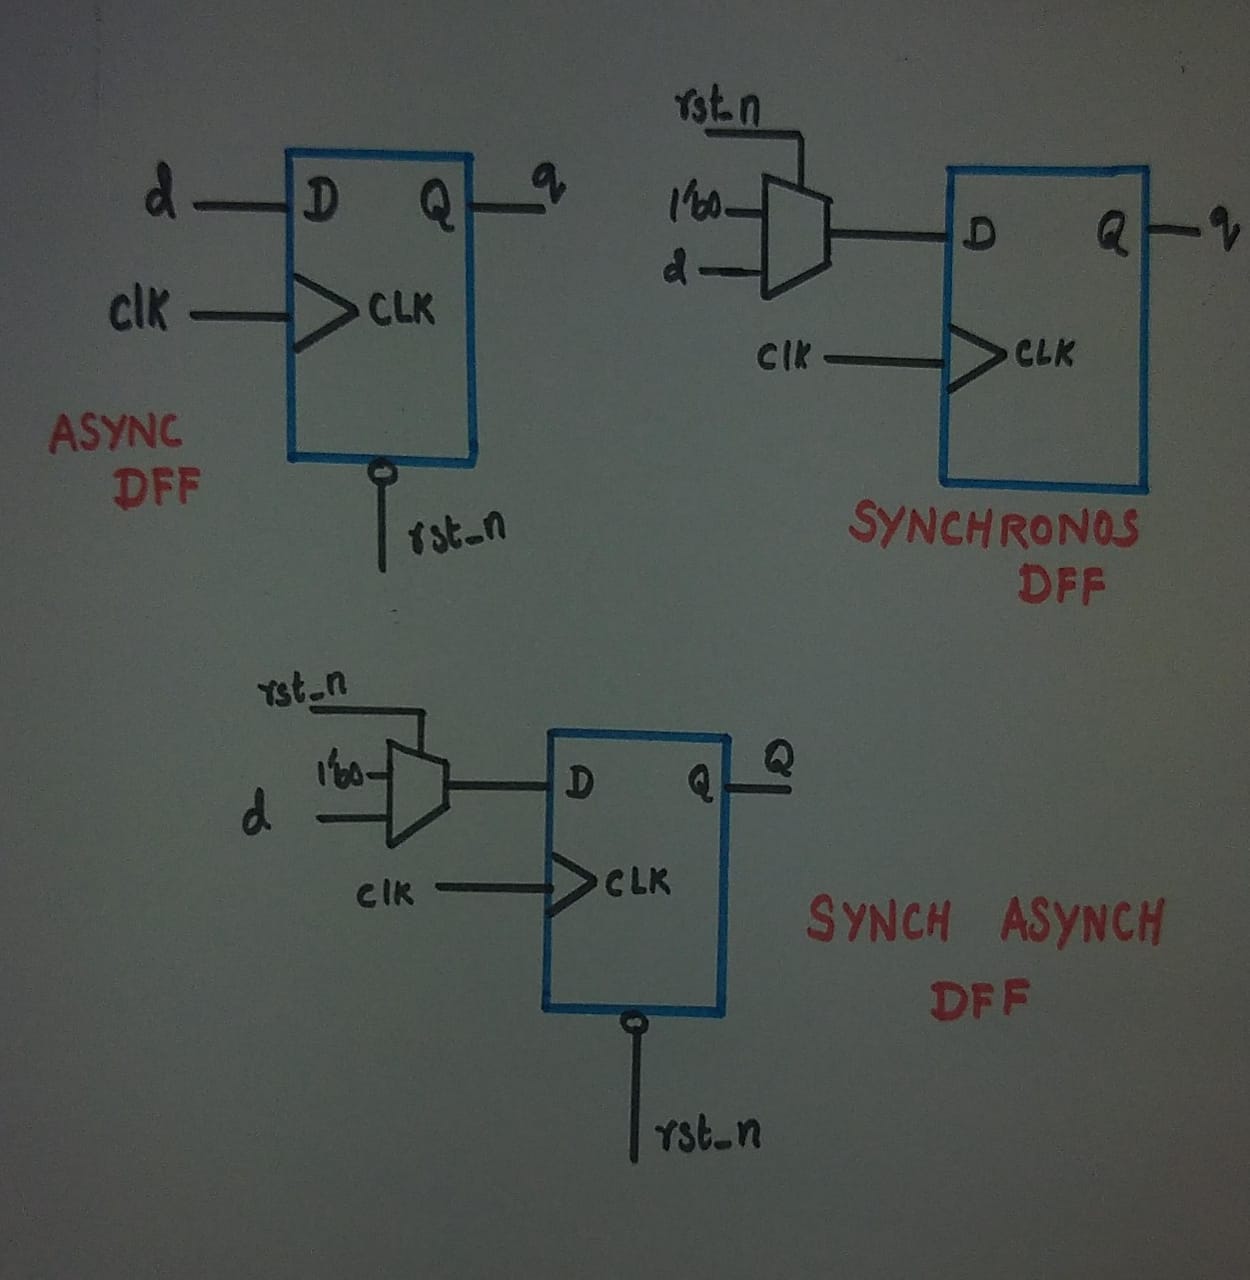 d
D
Q
q
clk
CLK
ASYNC
DFF
rst_n
rst_n
1'b0
d
D
Q
q
clk
CLK
SYNCHRONOS
DFF
rst_n
1'b0
d
D
Q
Q
clk
CLK
SYNCH ASYNCH
DFF
rst_n